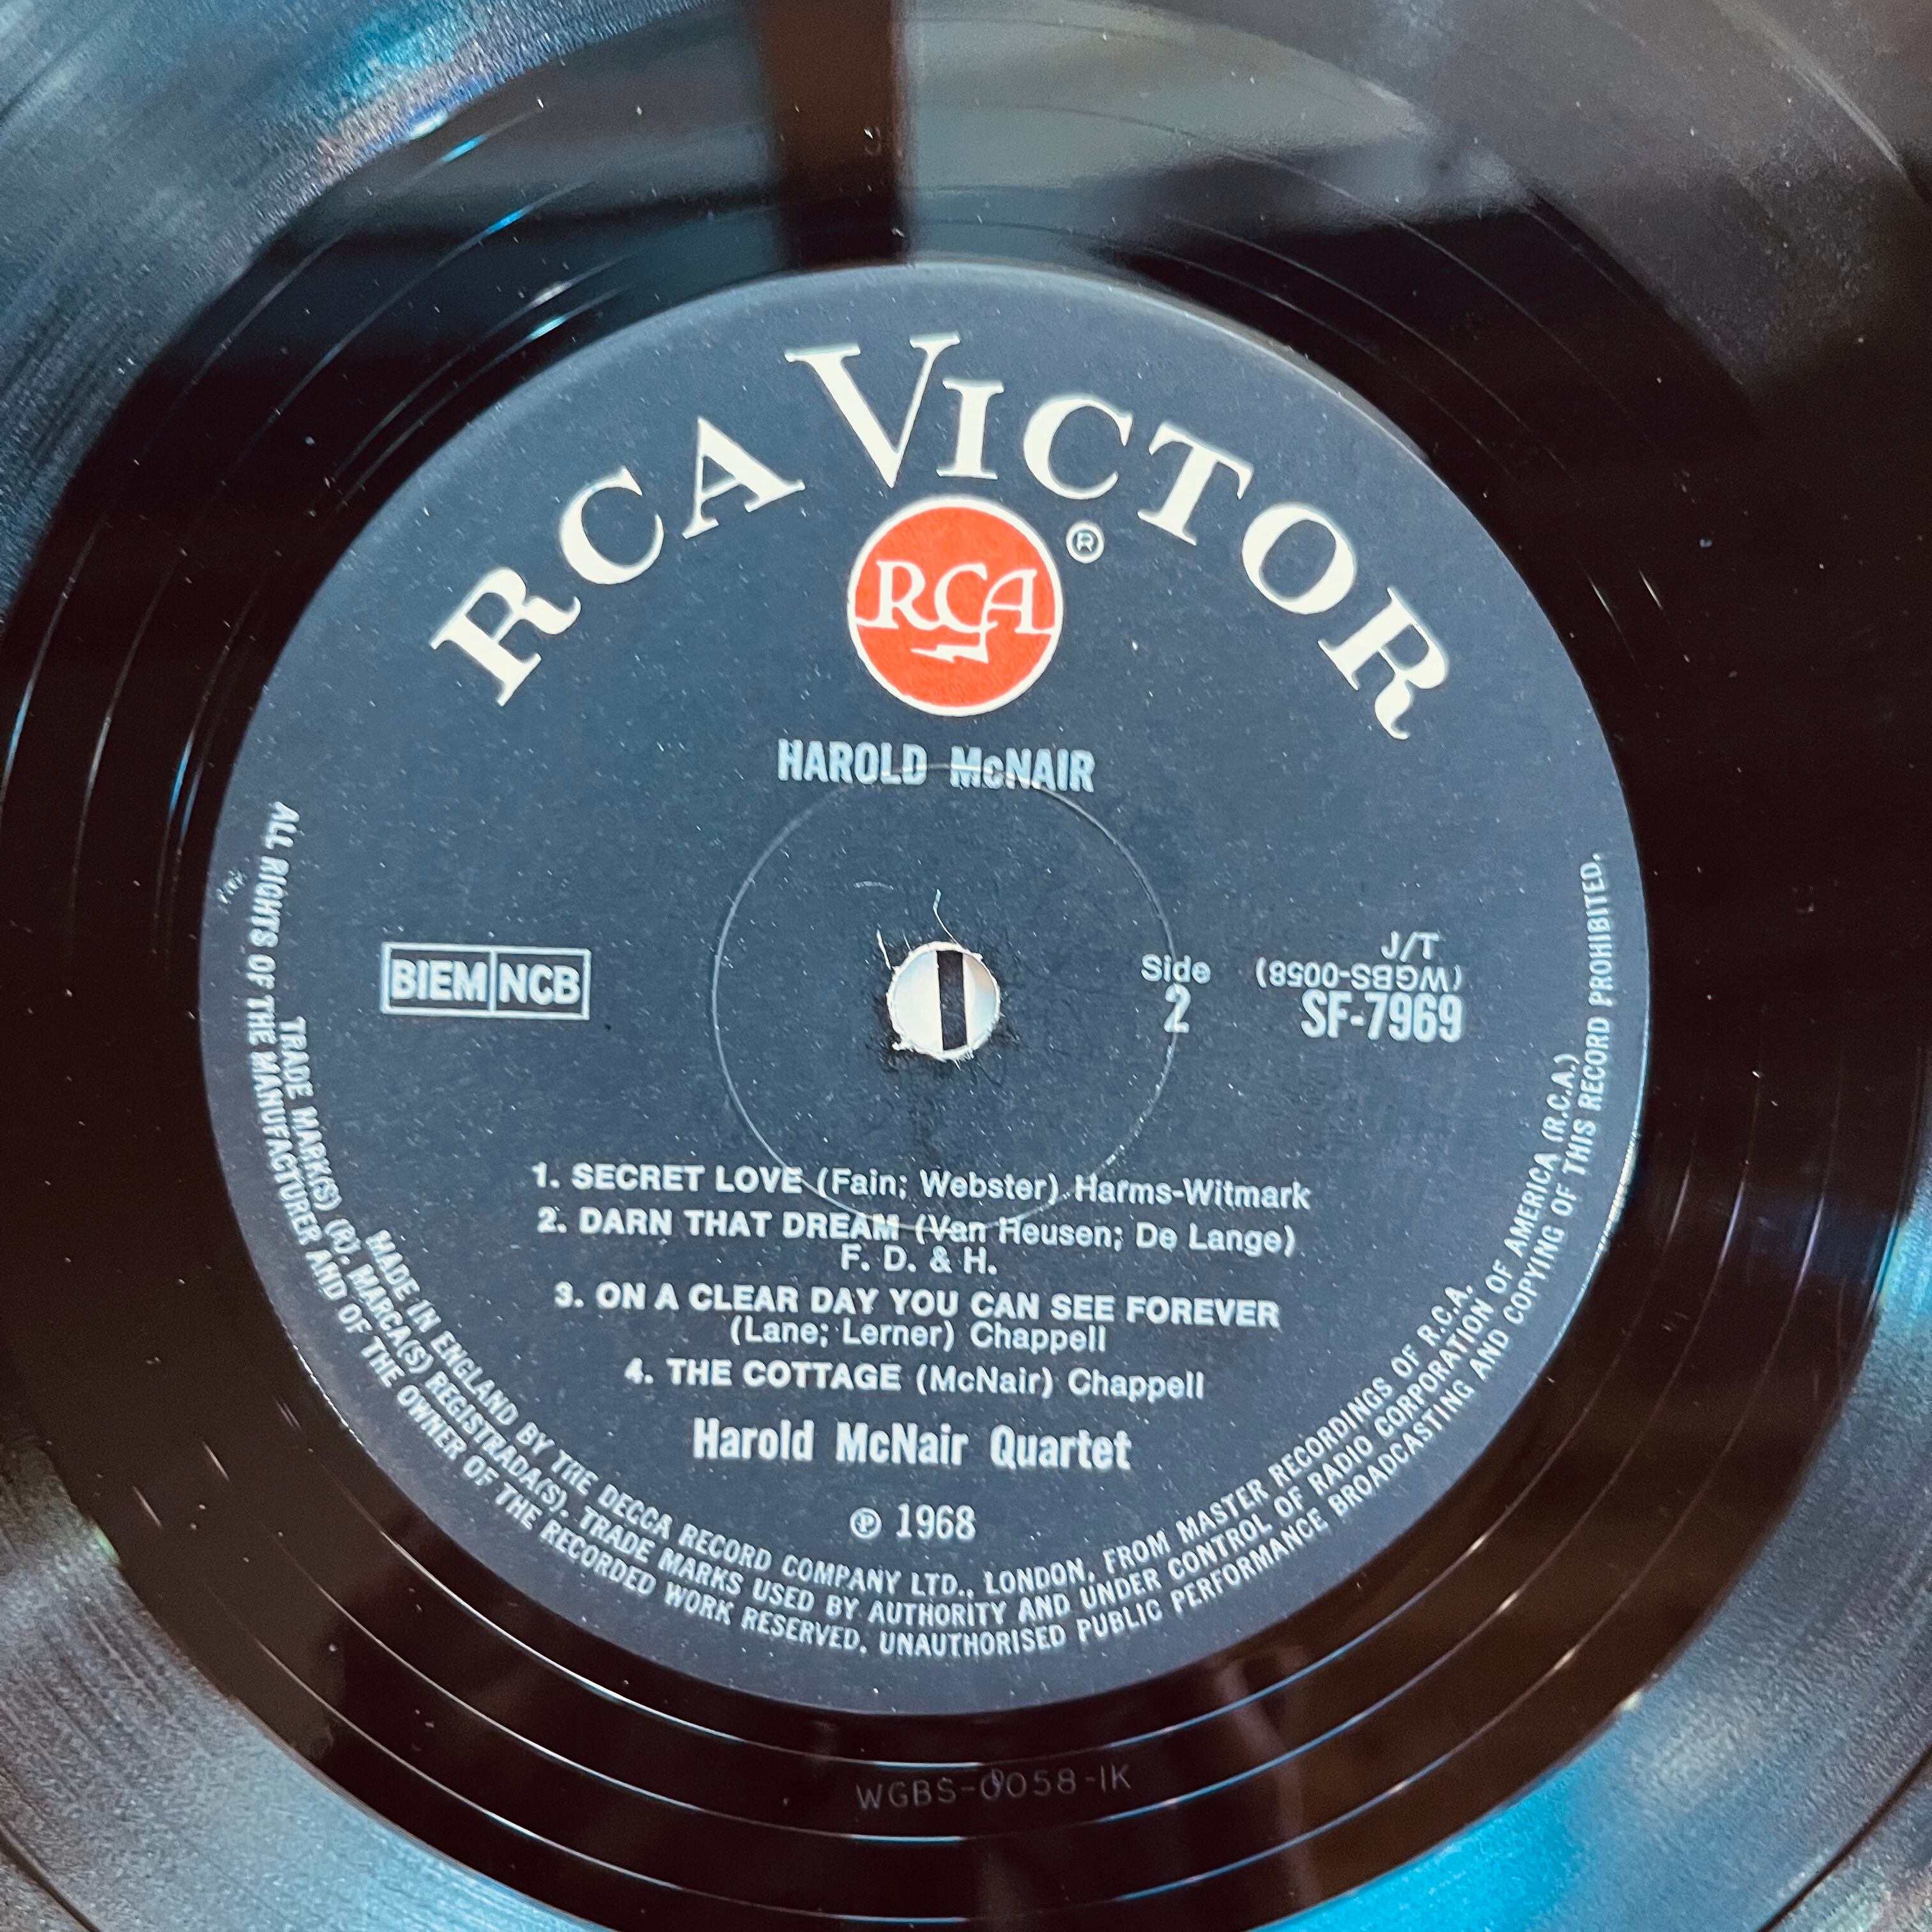 RCA VICTOR
RCA ®
HAROLD McNAIR
BIEM NCB
Side
2
J/T
(WGBS-0058)
SF-7969
1. SECRET LOVE (Fain; Webster) Harms-Witmark
2. DARN THAT DREAM (Van Heusen; De Lange)
F. D. & H.
3. ON A CLEAR DAY YOU CAN SEE FOREVER
(Lane; Lerner) Chappell
4. THE COTTAGE (McNair) Chappell
Harold McNair Quartet
℗ 1968
MADE IN ENGLAND BY THE DECCA RECORD COMPANY LTD., LONDON, FROM MASTER RECORDINGS OF R.C.A.
TRADE MARK(S) (R). MARCA(S) REGISTRADA(S). TRADE MARKS USED BY AUTHORITY AND UNDER CONTROL OF RADIO CORPORATION OF AMERICA (R.C.A.)
ALL RIGHTS OF THE MANUFACTURER AND OF THE OWNER OF THE RECORDED WORK RESERVED. UNAUTHORISED PUBLIC PERFORMANCE BROADCASTING AND COPYING OF THIS RECORD PROHIBITED.
WGBS-0058-1K